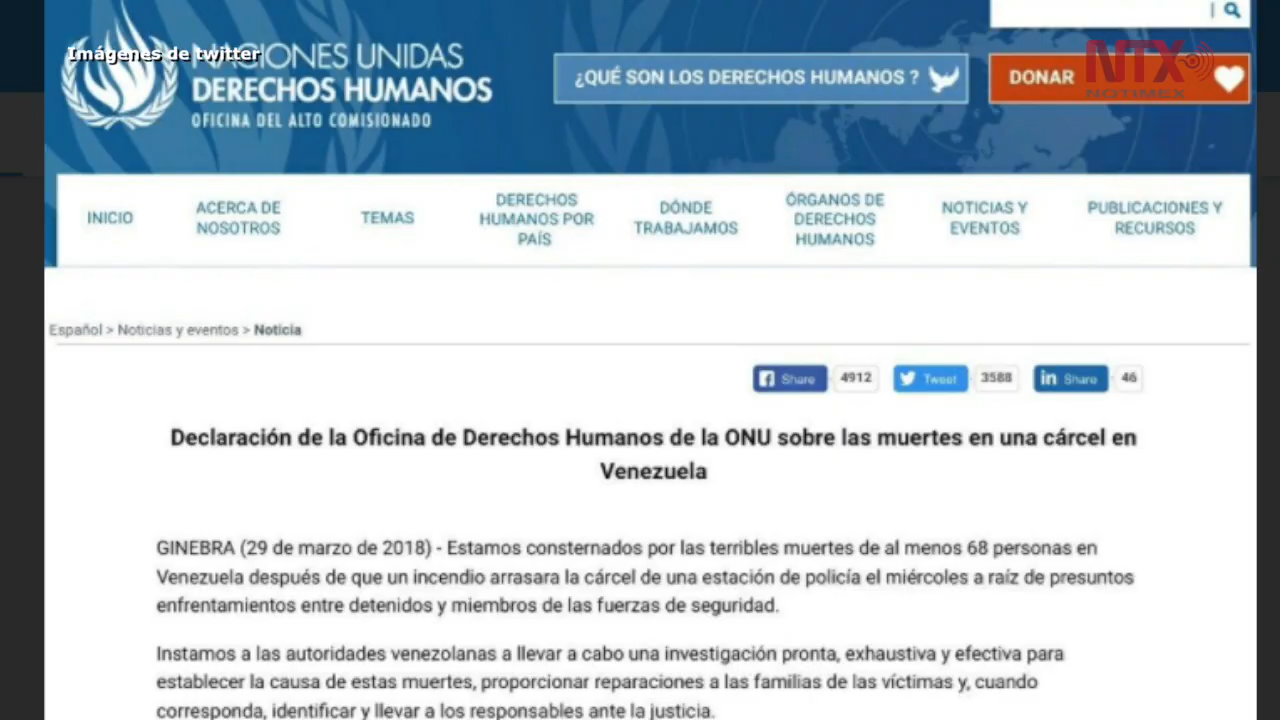 Imágenes de twitter
NACIONES UNIDAS
DERECHOS HUMANOS
OFICINA DEL ALTO COMISIONADO
¿QUÉ SON LOS DERECHOS HUMANOS ?
DONAR
NTX
NOTIMEX
INICIO
ACERCA DE
NOSOTROS
TEMAS
DERECHOS
HUMANOS POR
PAÍS
DÓNDE
TRABAJAMOS
ÓRGANOS DE
DERECHOS
HUMANOS
NOTICIAS Y
EVENTOS
PUBLICACIONES Y
RECURSOS
Español > Noticias y eventos > Noticia
Share 4912 Tweet 3588 in Share 46
Declaración de la Oficina de Derechos Humanos de la ONU sobre las muertes en una cárcel en
Venezuela
GINEBRA (29 de marzo de 2018) - Estamos consternados por las terribles muertes de al menos 68 personas en
Venezuela después de que un incendio arrasara la cárcel de una estación de policía el miércoles a raíz de presuntos
enfrentamientos entre detenidos y miembros de las fuerzas de seguridad.
Instamos a las autoridades venezolanas a llevar a cabo una investigación pronta, exhaustiva y efectiva para
establecer la causa de estas muertes, proporcionar reparaciones a las familias de las víctimas y, cuando
corresponda, identificar y llevar a los responsables ante la justicia.